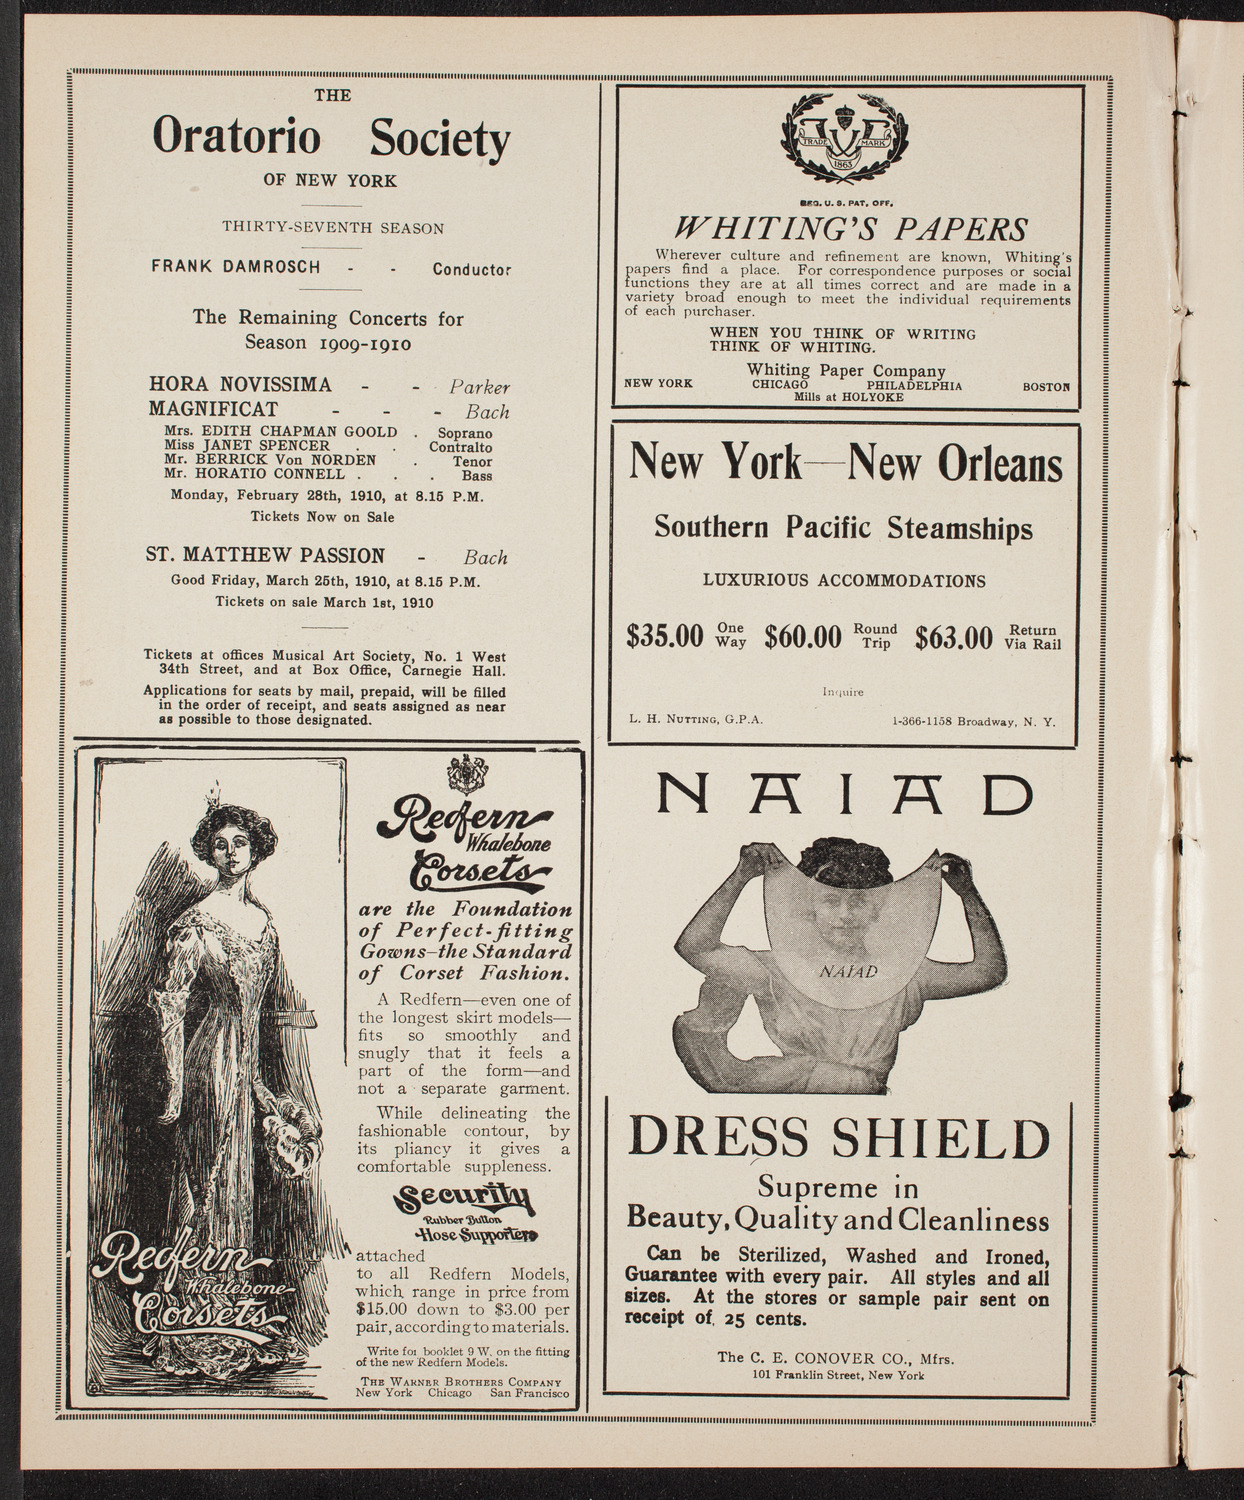 THE
Oratorio Society
OF NEW YORK
THIRTY-SEVENTH SEASON
FRANK DAMROSCH - - Conductor
The Remaining Concerts for
Season 1909-1910
HORA NOVISSIMA - - Parker
MAGNIFICAT - - - Bach
Mrs. EDITH CHAPMAN GOOLD . Soprano
Miss JANET SPENCER . . Contralto
Mr. BERRICK Von NORDEN . Tenor
Mr. HORATIO CONNELL . . . Bass
Monday, February 28th, 1910, at 8.15 P.M.
Tickets Now on Sale
ST. MATTHEW PASSION - Bach
Good Friday, March 25th, 1910, at 8.15 P.M.
Tickets on sale March 1st, 1910
Tickets at offices Musical Art Society, No. 1 West
34th Street, and at Box Office, Carnegie Hall.
Applications for seats by mail, prepaid, will be filled
in the order of receipt, and seats assigned as near
as possible to those designated.
Redfern
Whalebone
Corsets
are the Foundation
of Perfect-fitting
Gowns—the Standard
of Corset Fashion.
A Redfern—even one of
the longest skirt models—
fits so smoothly and
snugly that it feels a
part of the form—and
not a separate garment.
While delineating the
fashionable contour, by
its pliancy it gives a
comfortable suppleness.
Security
Rubber Button
Hose Supporters
attached
to all Redfern Models,
which range in price from
$15.00 down to $3.00 per
pair, according to materials.
Write for booklet 9 W. on the fitting
of the new Redfern Models.
THE WARNER BROTHERS COMPANY
New York Chicago San Francisco
Redfern
Whalebone
Corsets
TRADE MARK
1863
REG. U. S. PAT. OFF.
WHITING'S PAPERS
Wherever culture and refinement are known, Whiting's
papers find a place. For correspondence purposes or social
functions they are at all times correct and are made in a
variety broad enough to meet the individual requirements
of each purchaser.
WHEN YOU THINK OF WRITING
THINK OF WHITING.
Whiting Paper Company
NEW YORK CHICAGO PHILADELPHIA BOSTON
Mills at HOLYOKE
New York—New Orleans
Southern Pacific Steamships
LUXURIOUS ACCOMMODATIONS
$35.00 One Way $60.00 Round Trip $63.00 Return Via Rail
Inquire
L. H. NUTTING, G.P.A. 1-366-1158 Broadway, N. Y.
NAIAD
NAIAD
DRESS SHIELD
Supreme in
Beauty, Quality and Cleanliness
Can be Sterilized, Washed and Ironed,
Guarantee with every pair. All styles and all
sizes. At the stores or sample pair sent on
receipt of 25 cents.
The C. E. CONOVER CO., Mfrs.
101 Franklin Street, New York